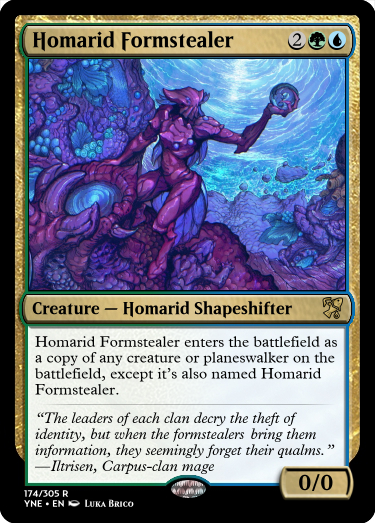 Homarid Formstealer 2
Creature — Homarid Shapeshifter
Homarid Formstealer enters the battlefield as
a copy of any creature or planeswalker on the
battlefield, except it's also named Homarid
Formstealer.
“The leaders of each clan decry the theft of
identity, but when the formstealers bring them
information, they seemingly forget their qualms.”
—Iltrisen, Carpus-clan mage
0/0
174/305 R
YNE • EN Luka Brico